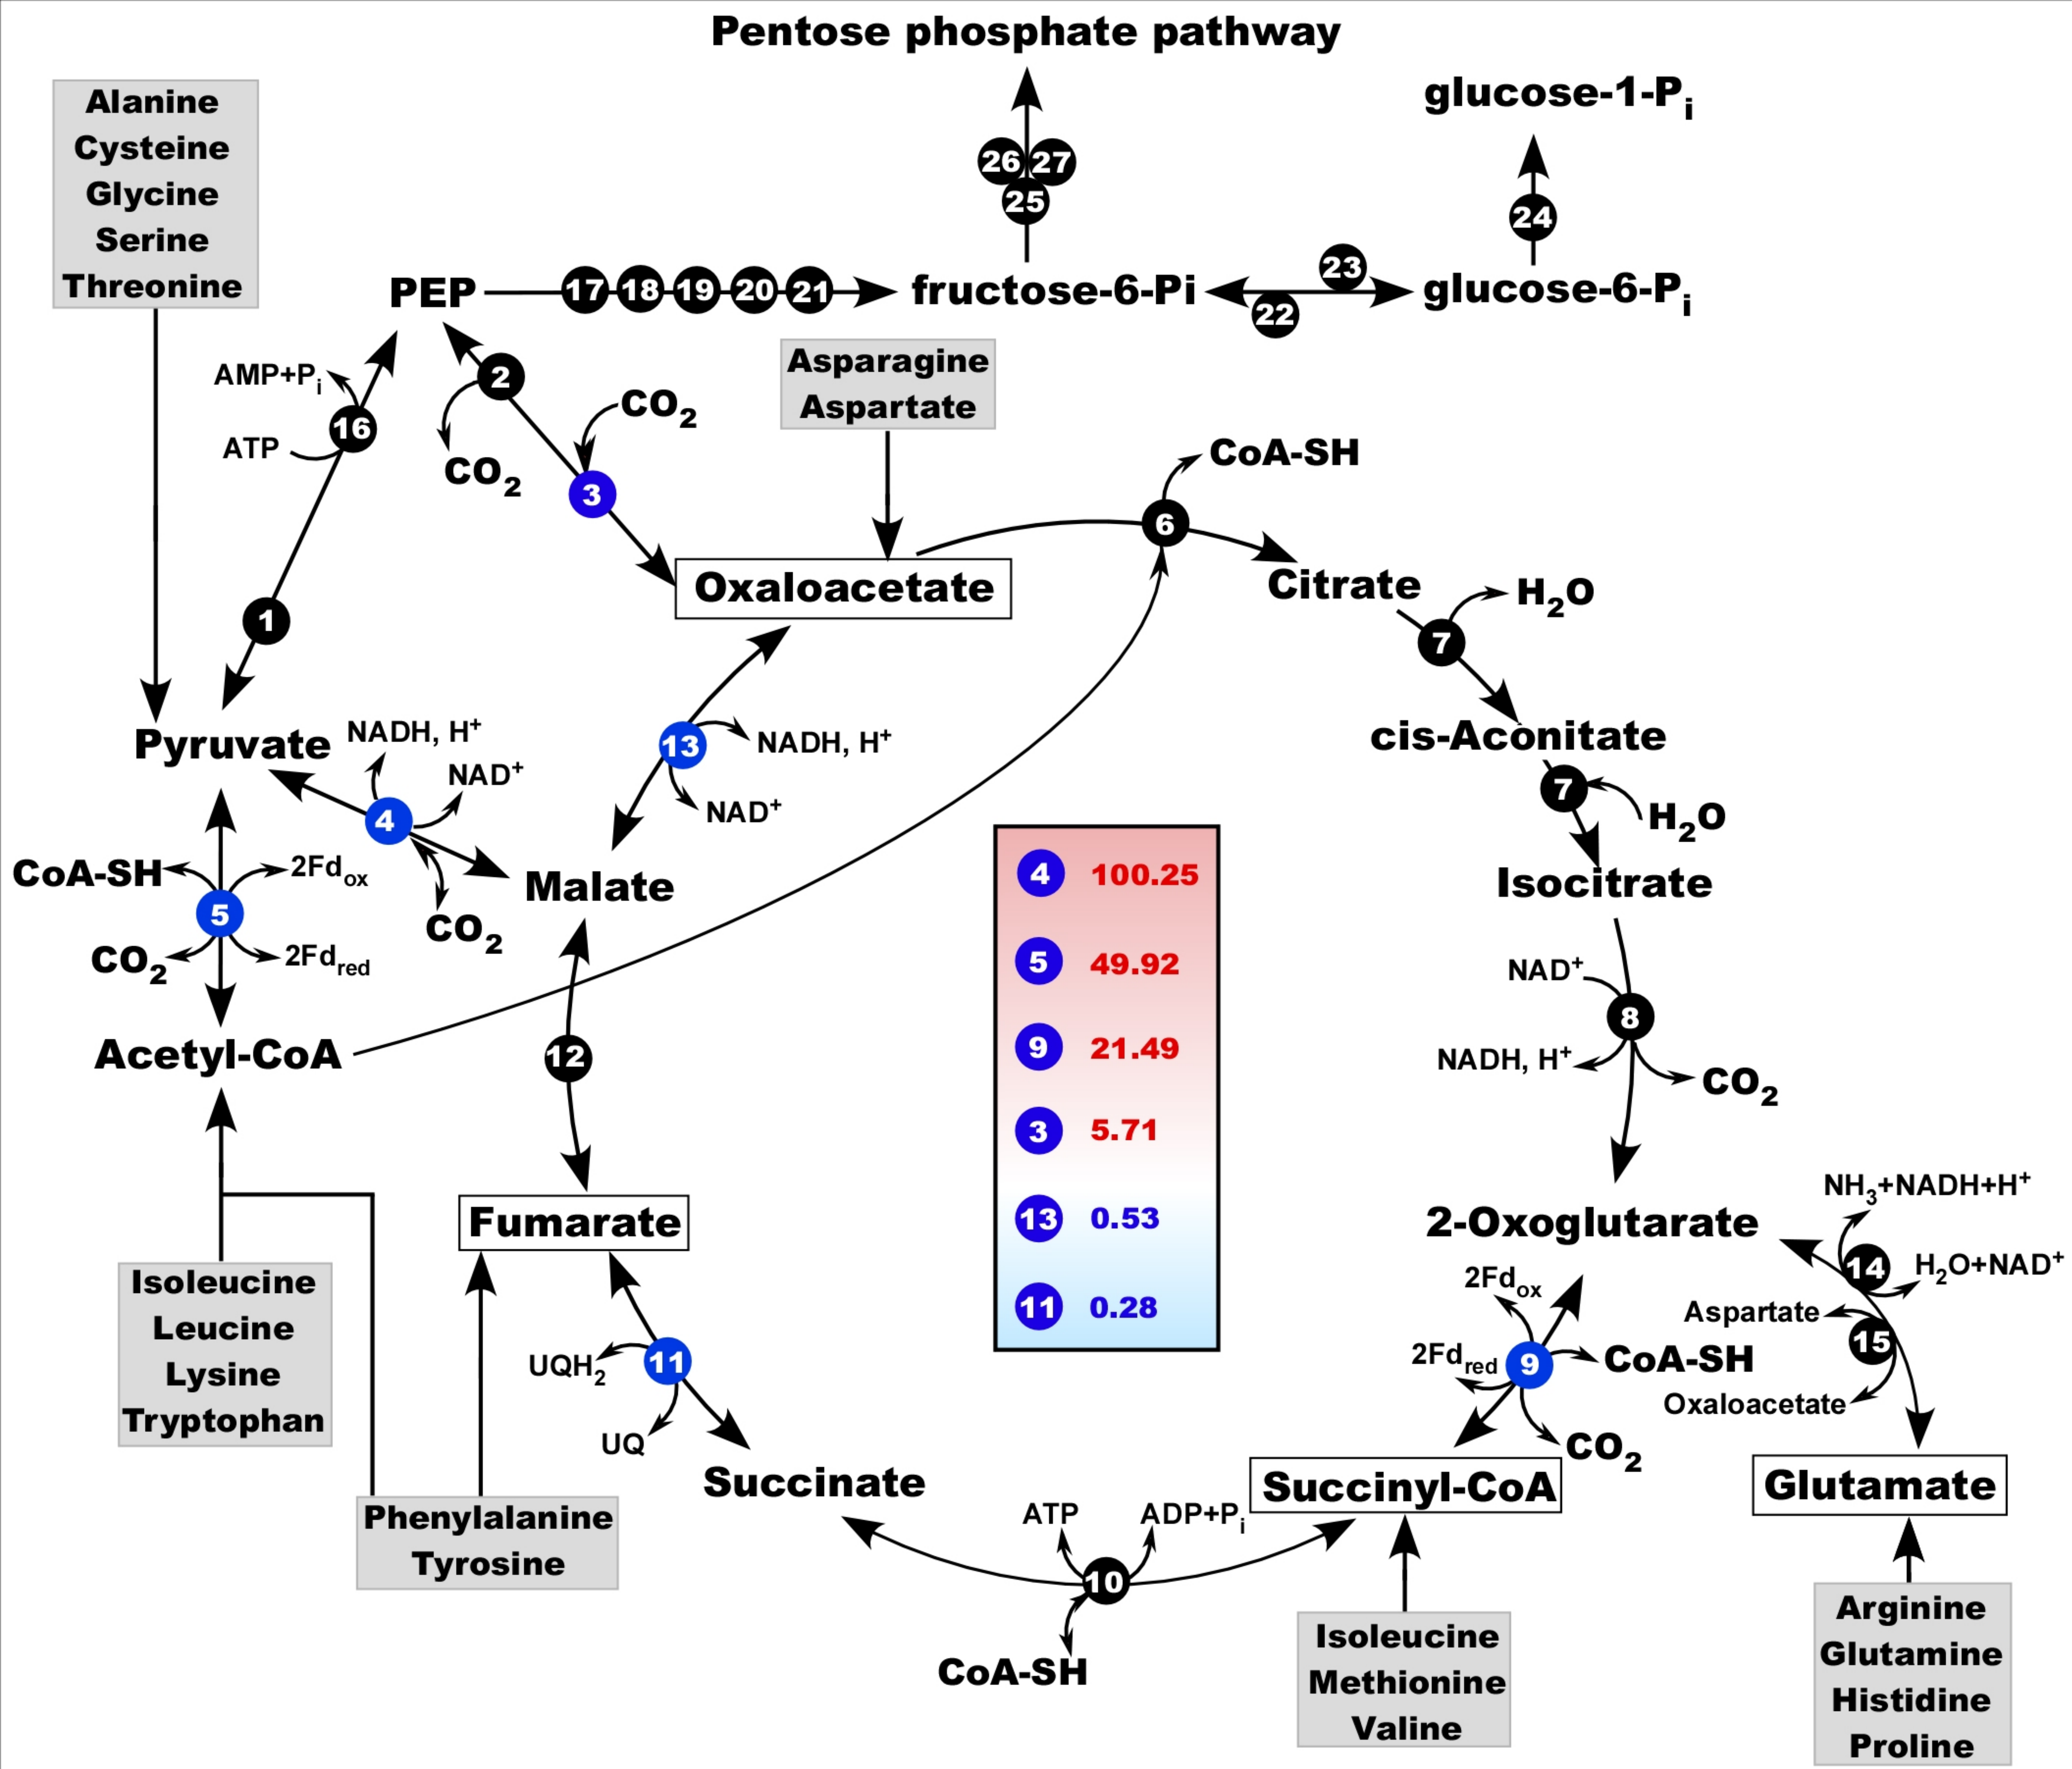 Pentose phosphate pathway
Alanine
Cysteine
Glycine
Serine
Threonine
glucose-1-Pi
26 27
25
24
PEP
17 18 19 20 21
fructose-6-Pi
23
22
glucose-6-Pi
AMP+Pi
16
ATP
2
CO2
CO2
3
Asparagine
Aspartate
CoA-SH
6
1
Oxaloacetate
Citrate
H2O
7
cis-Aconitate
7
H2O
Isocitrate
Pyruvate
NADH, H+
NAD+
4
CO2
13
NADH, H+
NAD+
Malate
CoA-SH
2Fdox
5
CO2
2Fdred
Acetyl-CoA
12
4 100.25
5 49.92
9 21.49
3 5.71
13 0.53
11 0.28
NAD+
8
NADH, H+
CO2
2-Oxoglutarate
NH3+NADH+H+
14
H2O+NAD+
Aspartate
15
Oxaloacetate
2Fdox
2Fdred
9
CoA-SH
CO2
Fumarate
Isoleucine
Leucine
Lysine
Tryptophan
UQH2
11
UQ
Succinate
Phenylalanine
Tyrosine
ATP
ADP+Pi
10
CoA-SH
Succinyl-CoA
Glutamate
Isoleucine
Methionine
Valine
Arginine
Glutamine
Histidine
Proline